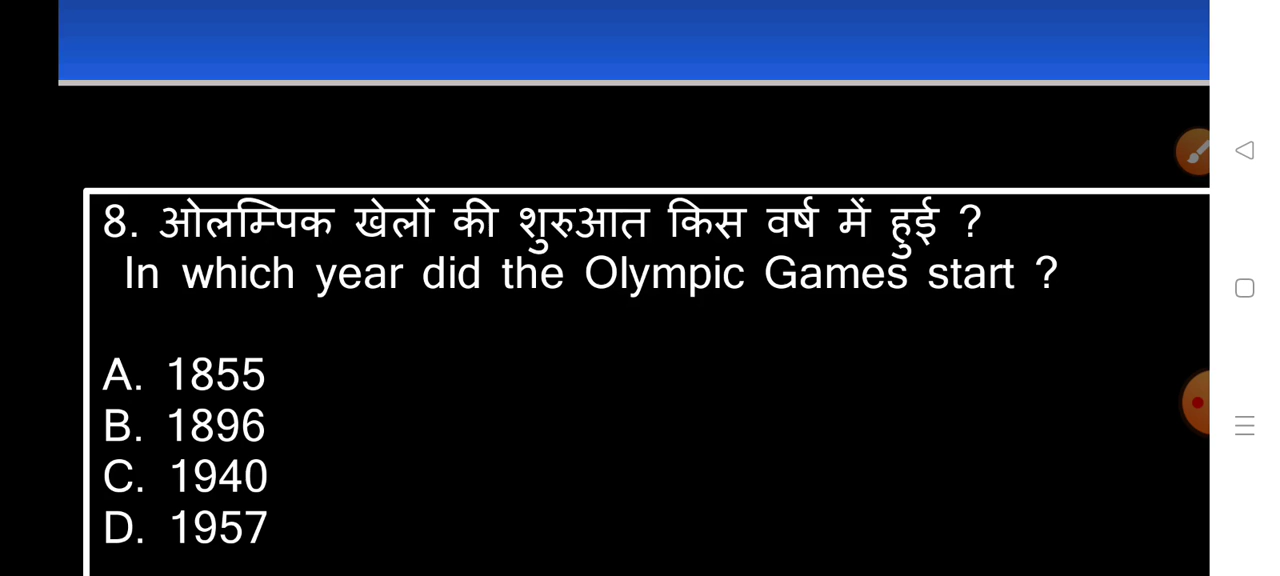 8. ओलम्पिक खेलों की शुरुआत किस वर्ष में हुई ?
In which year did the Olympic Games start ?
A. 1855
B. 1896
C. 1940
D. 1957